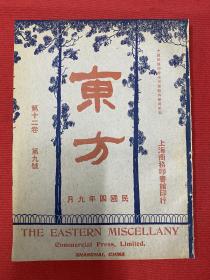 東方
第十二卷 第九號
上海商務印書館印行
民國四年九月
THE EASTERN MISCELLANY
Commercial Press, Limited.
SHANGHAI, CHINA